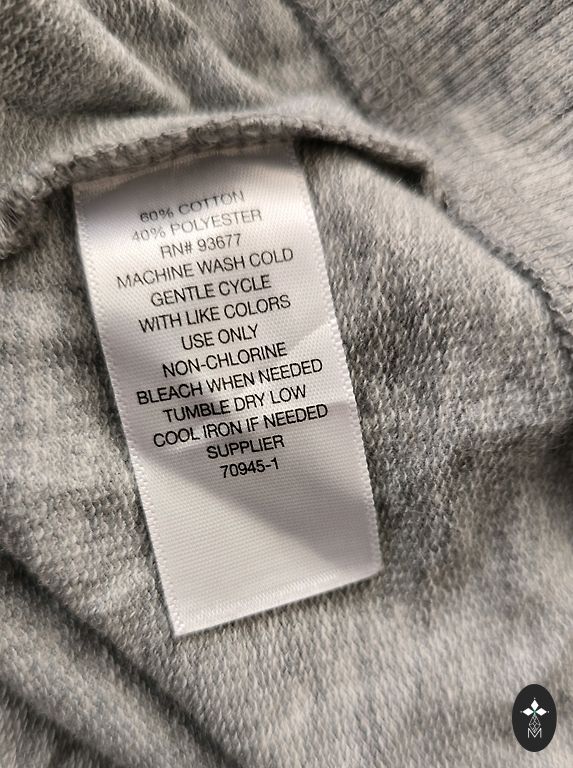 60% COTTON
40% POLYESTER
RN# 93677
MACHINE WASH COLD
GENTLE CYCLE
WITH LIKE COLORS
USE ONLY
NON-CHLORINE
BLEACH WHEN NEEDED
TUMBLE DRY LOW
COOL IRON IF NEEDED
SUPPLIER
70945-1
M